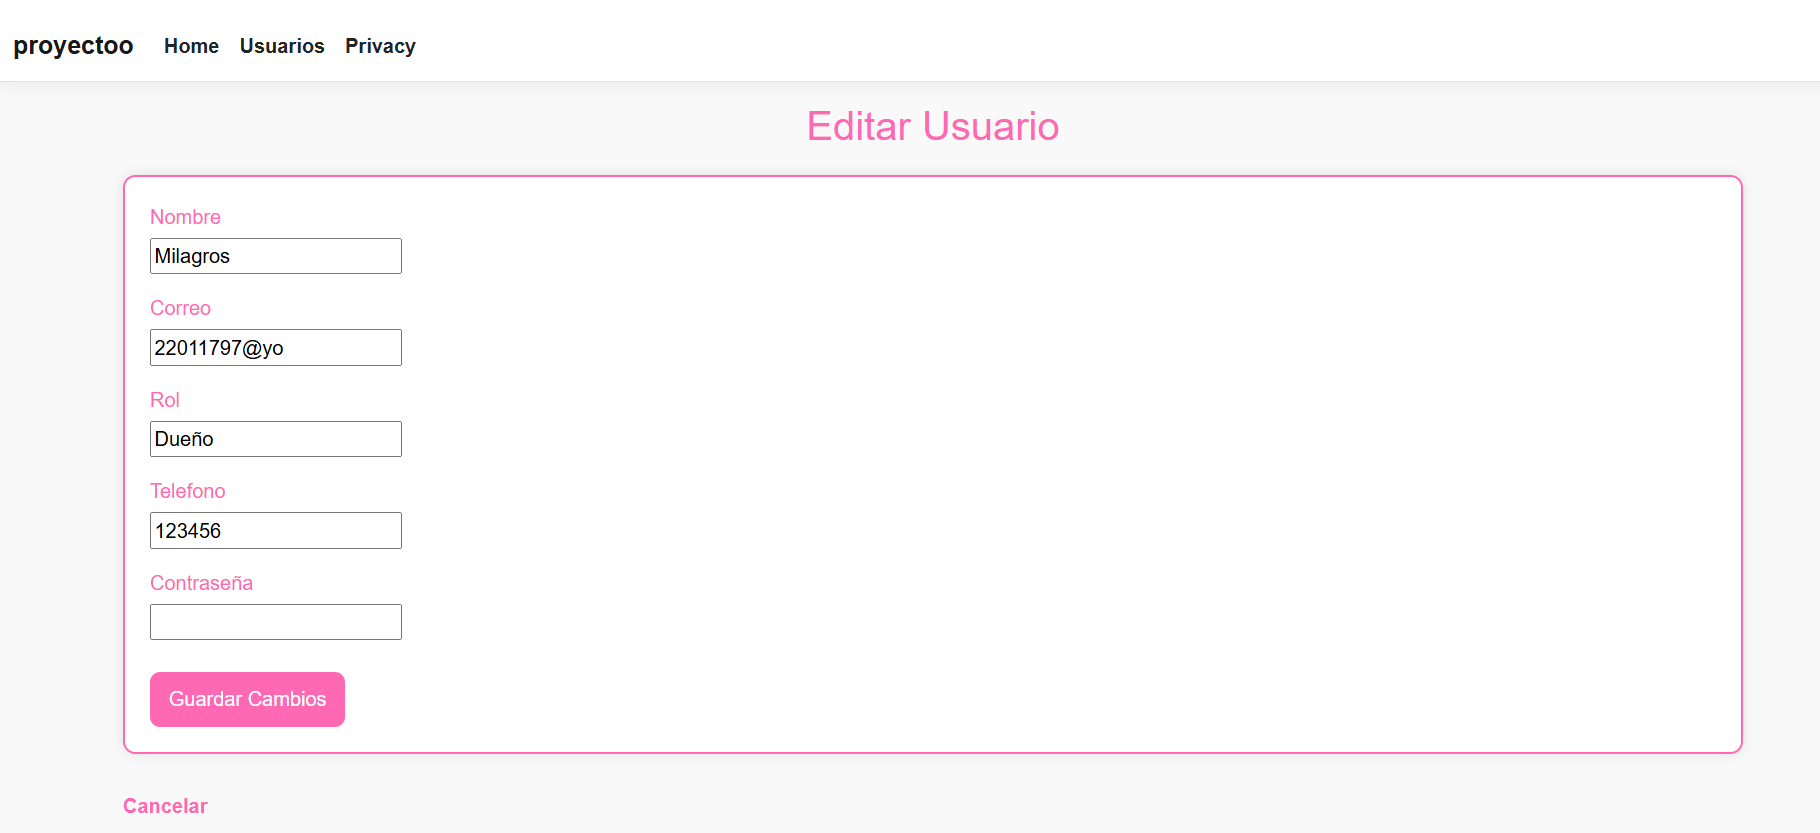 proyectoo Home Usuarios Privacy
Editar Usuario
Nombre
Milagros
Correo
22011797@yo
Rol
Dueño
Telefono
123456
Contraseña
Guardar Cambios
Cancelar